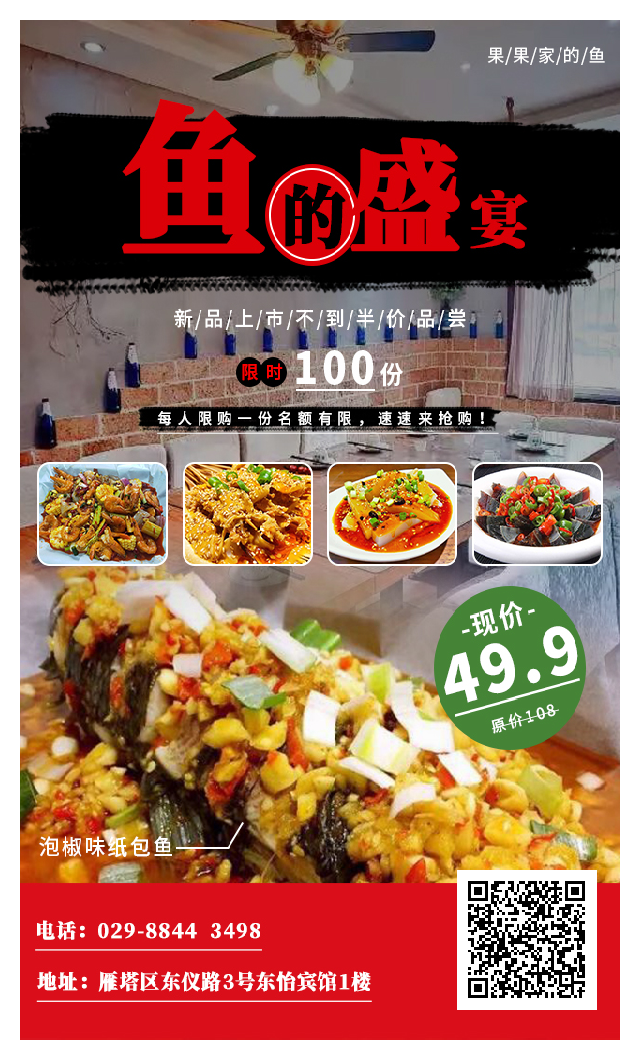 果/果/家/的/鱼
鱼的盛宴
新/品/上/市/不/到/半/价/品/尝
限时 100份
每人限购一份名额有限，速速来抢购！
-现价-
49.9
原价108
泡椒味纸包鱼
电话：029-8844 3498
地址：雁塔区东仪路3号东怡宾馆1楼